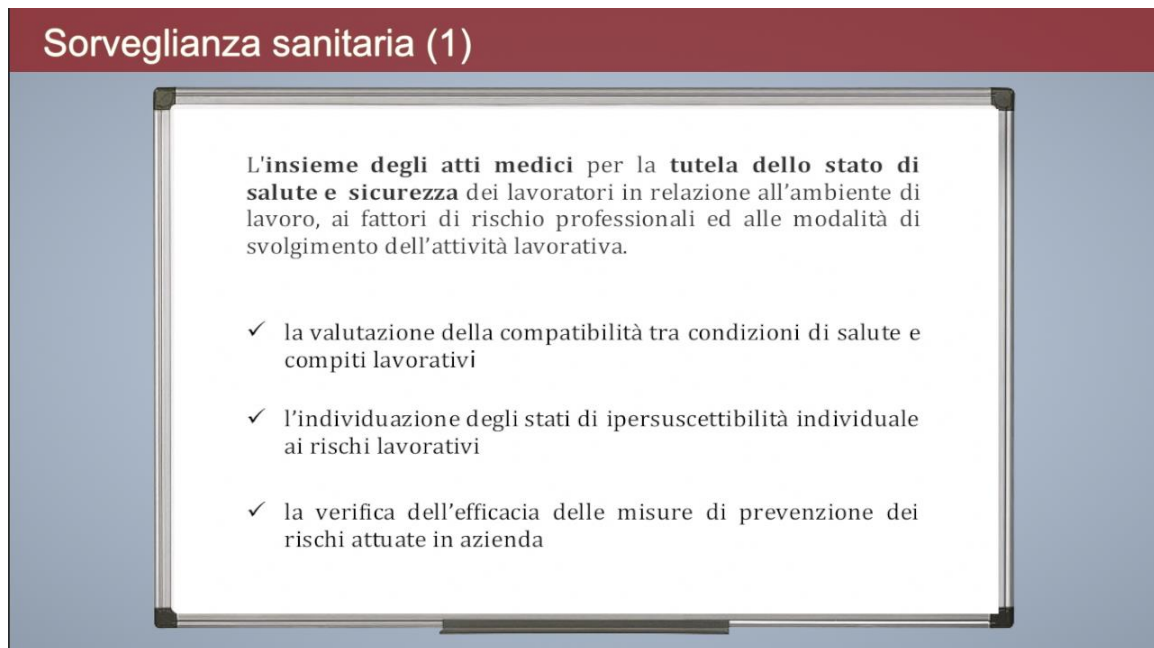 Sorveglianza sanitaria (1)
L'insieme degli atti medici per la tutela dello stato di
salute e sicurezza dei lavoratori in relazione all’ambiente di
lavoro, ai fattori di rischio professionali ed alle modalità di
svolgimento dell’attività lavorativa.
✓ la valutazione della compatibilità tra condizioni di salute e
compiti lavorativi
✓ l’individuazione degli stati di ipersuscettibilità individuale
ai rischi lavorativi
✓ la verifica dell’efficacia delle misure di prevenzione dei
rischi attuate in azienda